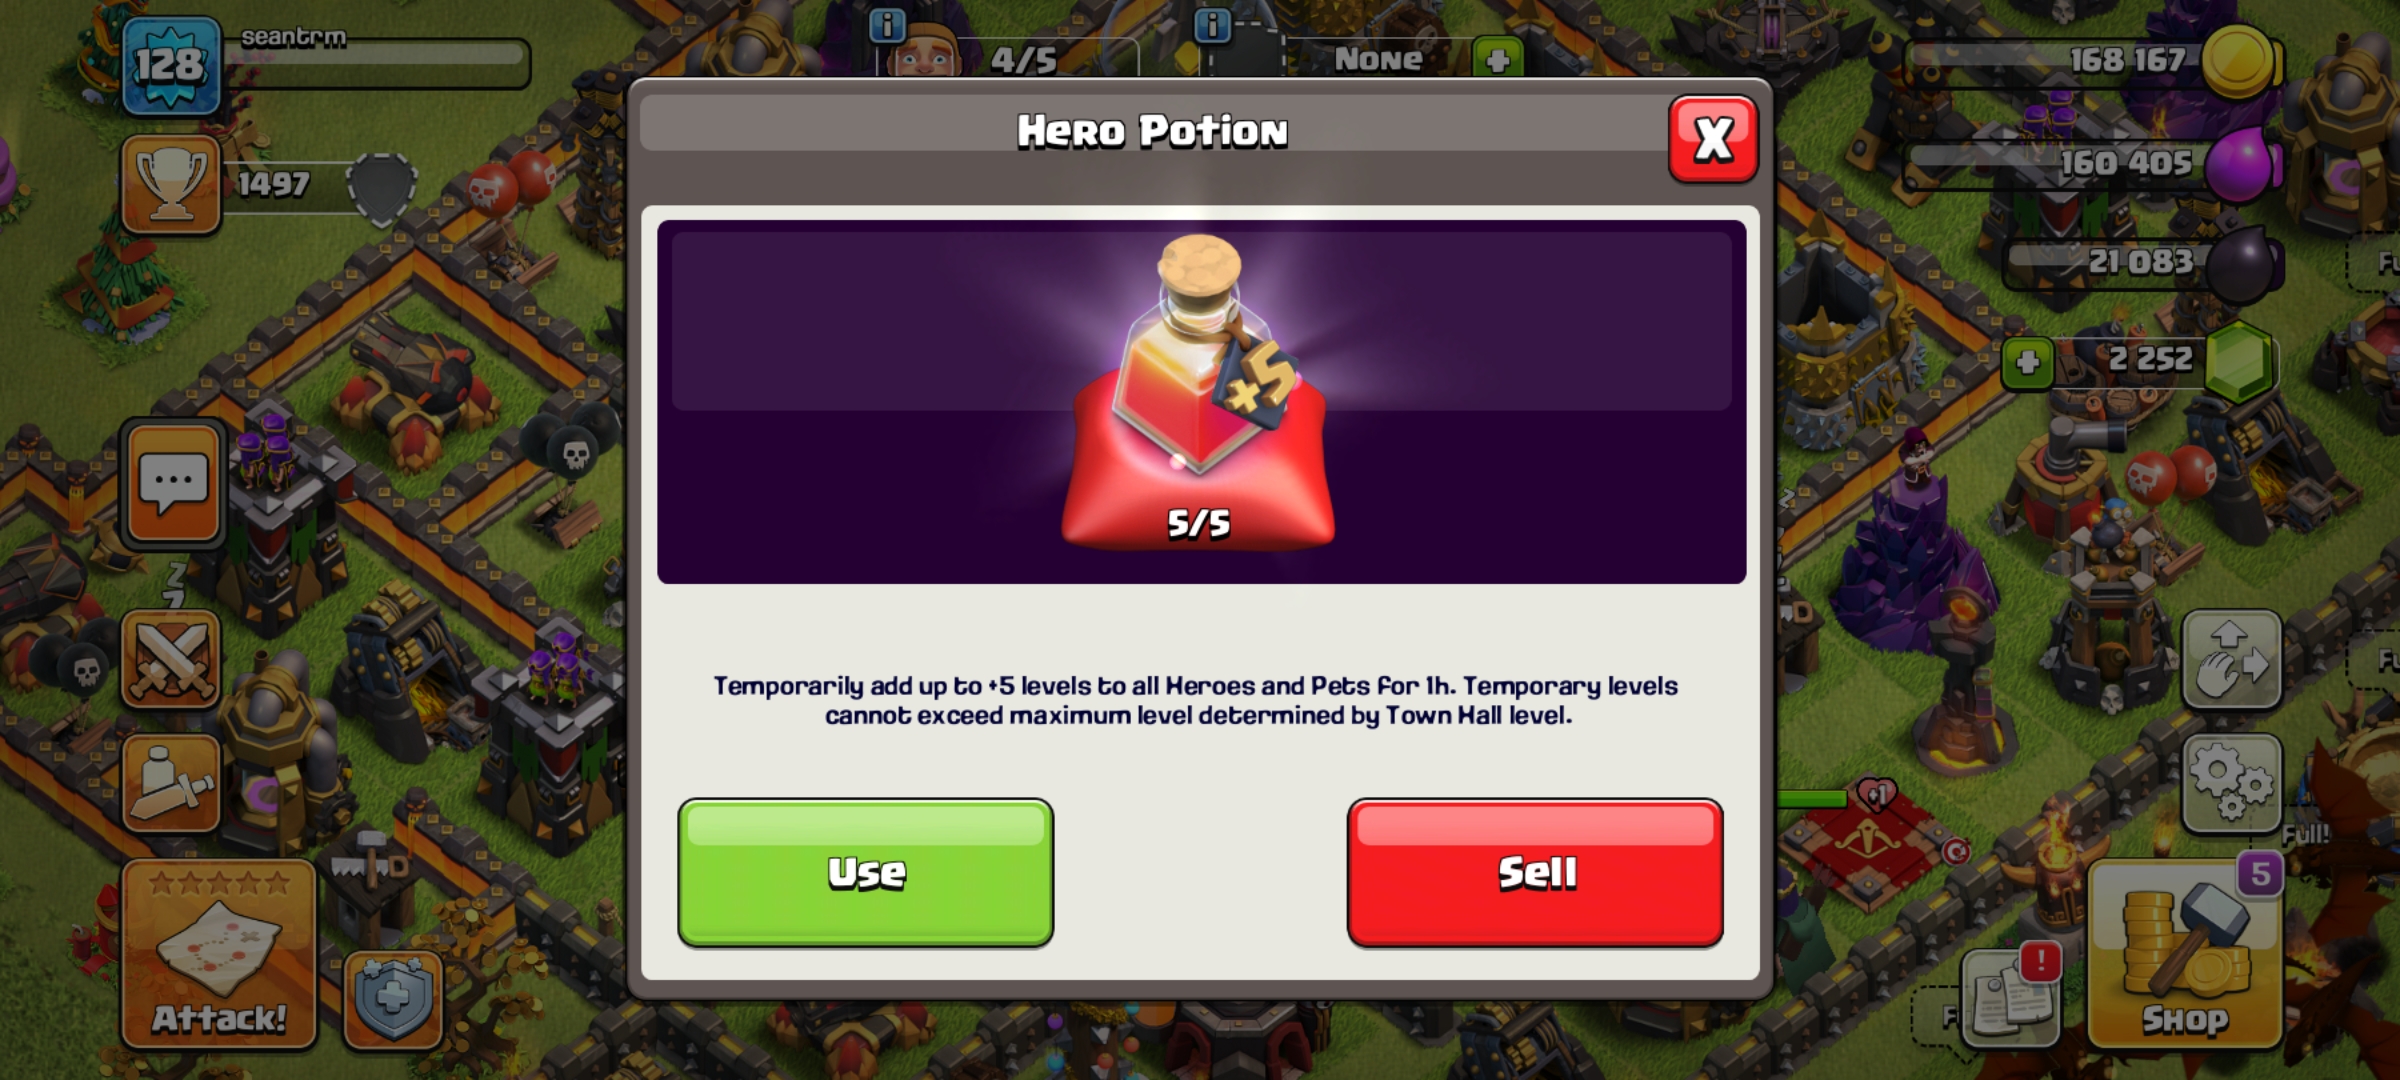 128
seantrm
4/5
None
168 167
Hero Potion
X
1497
160 405
21 083
+5
2 252
5/5
Temporarily add up to +5 levels to all Heroes and Pets for 1h. Temporary levels
cannot exceed maximum level determined by Town Hall level.
+1
Full!
Use
Sell
5
!
Attack!
Shop